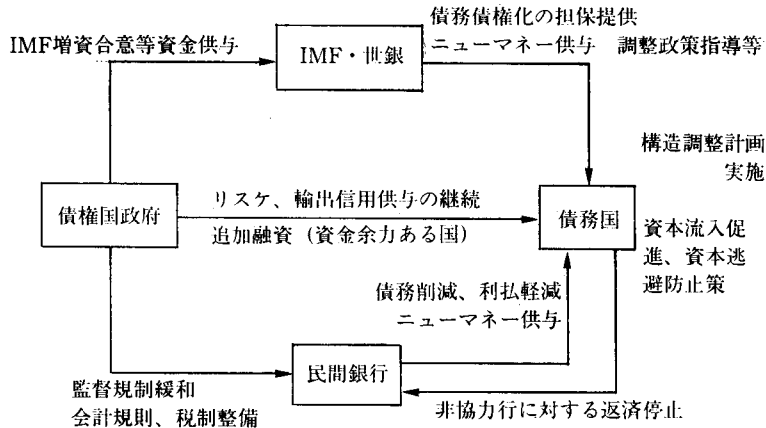 債務債権化の担保提供
IMF増資合意等資金供与
IMF・世銀
ニューマネー供与 調整政策指導等
構造調整計画
実施
債権国政府
リスケ、輸出信用供与の継続
追加融資(資金余力ある国)
債務国
資本流入促
進、資本逃
避防止策
債務削減、利払軽減
ニューマネー供与
民間銀行
監督規制緩和
会計規則、税制整備
非協力行に対する返済停止